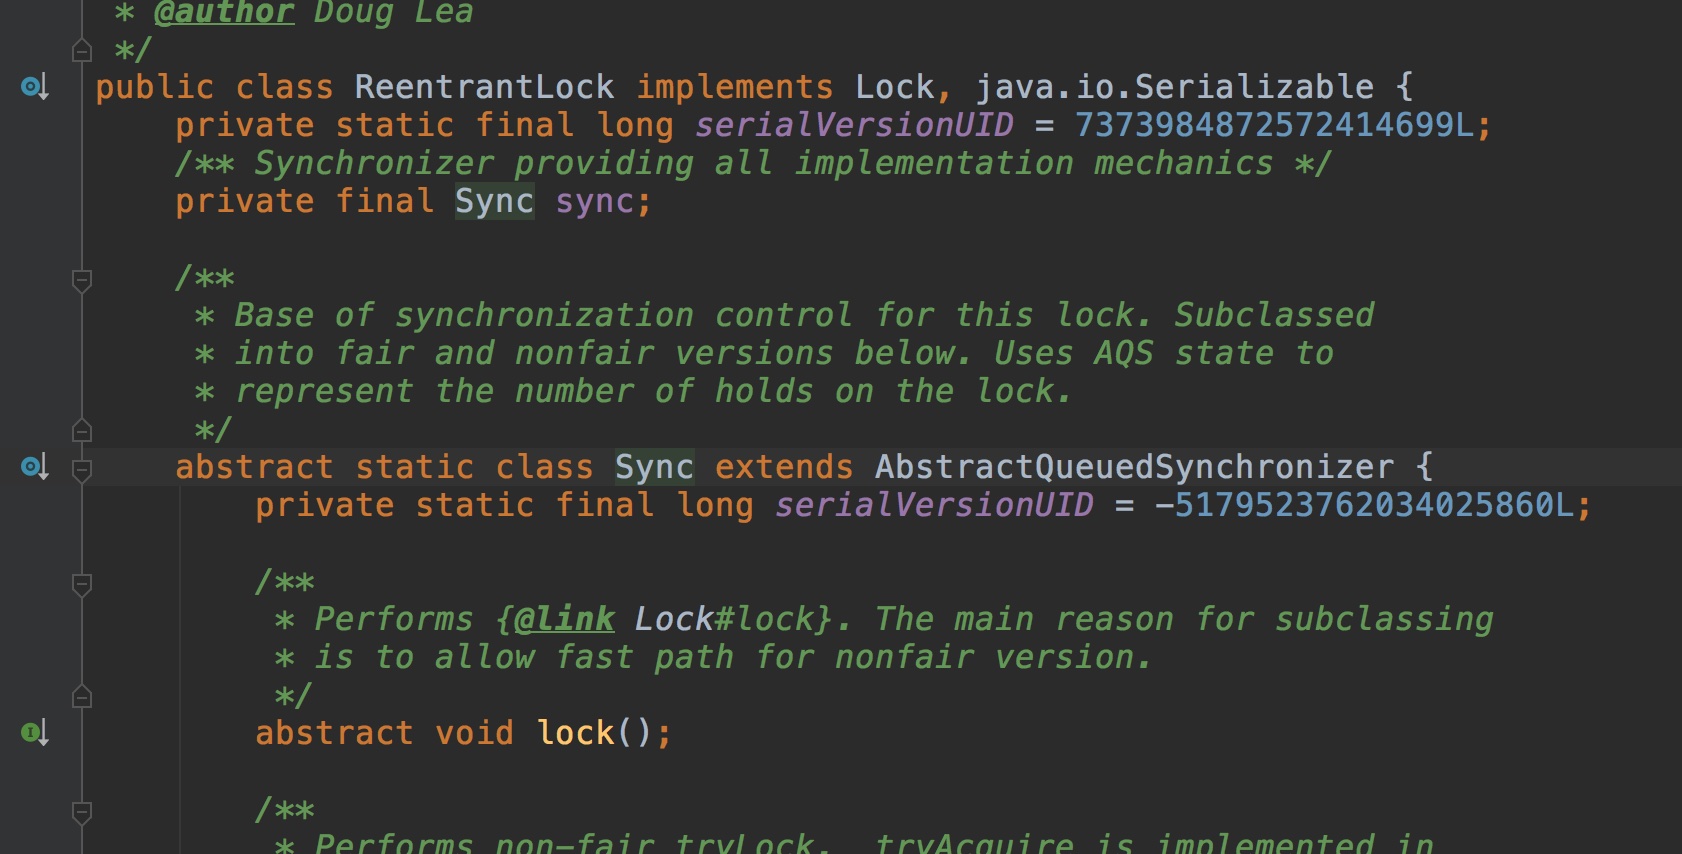 * @author Doug Lea
*/
public class ReentrantLock implements Lock, java.io.Serializable {
private static final long serialVersionUID = 7373984872572414699L;
/** Synchronizer providing all implementation mechanics */
private final Sync sync;
/**
* Base of synchronization control for this lock. Subclassed
* into fair and nonfair versions below. Uses AQS state to
* represent the number of holds on the lock.
*/
abstract static class Sync extends AbstractQueuedSynchronizer {
private static final long serialVersionUID = -5179523762034025860L;
/**
* Performs {@link Lock#lock}. The main reason for subclassing
* is to allow fast path for nonfair version.
*/
abstract void lock();
/**
* Performs non-fair tryLock. tryAcquire is implemented in